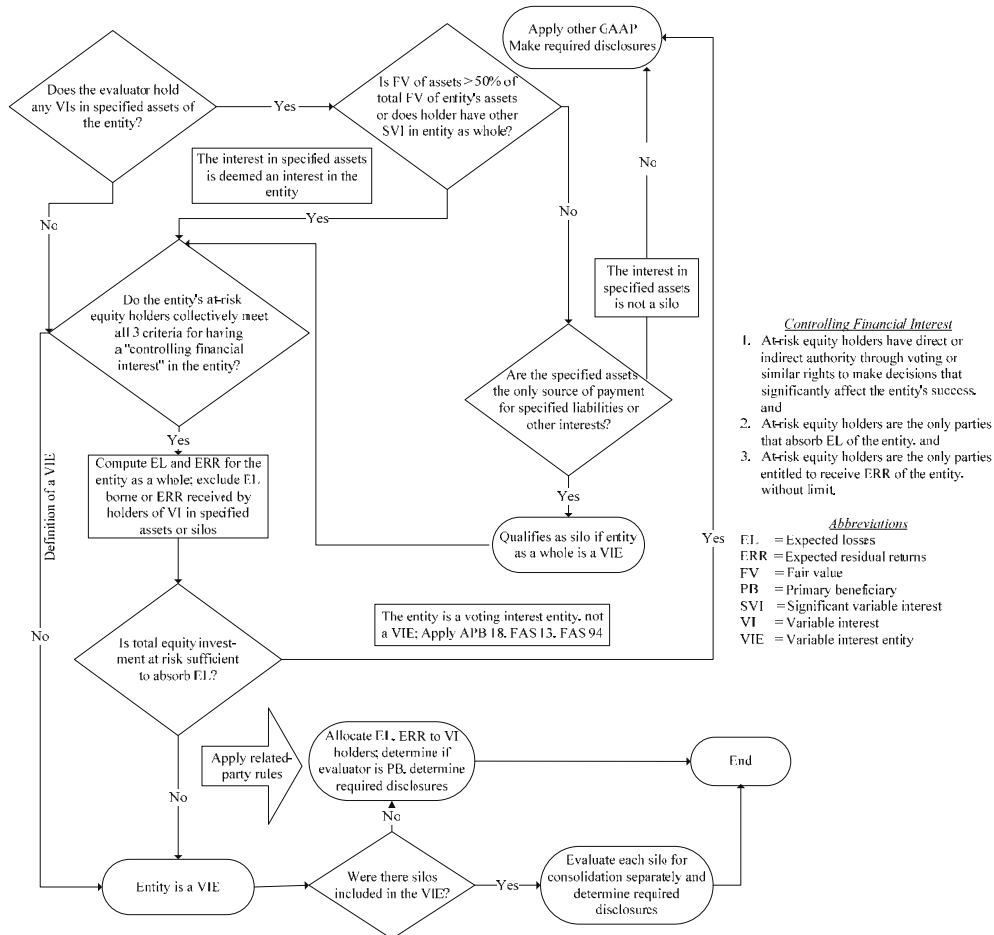 Apply other GAAP
Make required disclosures
Does the evaluator hold
any VIs in specified assets of
the entity?
Yes
Is FV of assets > 50% of
total FV of entity's assets
or does holder have other
SVI in entity as whole?
The interest in specified assets
is deemed an interest in the
entity
No
No
Yes
No
Do the entity's at-risk
equity holders collectively meet
all 3 criteria for having
a "controlling financial
interest" in the entity?
The interest in
specified assets
is not a silo
Are the specified assets
the only source of payment
for specified liabilities or
other interests?
Controlling Financial Interest
1. At-risk equity holders have direct or
indirect authority through voting or
similar rights to make decisions that
significantly affect the entity's success.
and
2. At-risk equity holders are the only parties
that absorb EL of the entity. and
3. At-risk equity holders are the only parties
entitled to receive ERR of the entity.
without limit.
Yes
Definition of a VIE
Compute EL and ERR for the
entity as a whole; exclude EL
borne or ERR received by
holders of VI in specified
assets or silos
Yes
Qualifies as silo if entity
as a whole is a VIE
Yes
Abbreviations
EL = Expected losses
ERR = Expected residual returns
FV = Fair value
PB = Primary beneficiary
SVI = Significant variable interest
VI = Variable interest
VIE = Variable interest entity
The entity is a voting interest entity. not
a VIE; Apply APB 18. FAS 13. FAS 94
No
Is total equity invest-
ment at risk sufficient
to absorb EL?
Apply related-
party rules
Allocate EL. ERR to VI
holders; determine if
evaluator is PB. determine
required disclosures
End
No
No
Entity is a VIE
Were there silos
included in the VIE?
Yes
Evaluate each silo for
consolidation separately and
determine required
disclosures